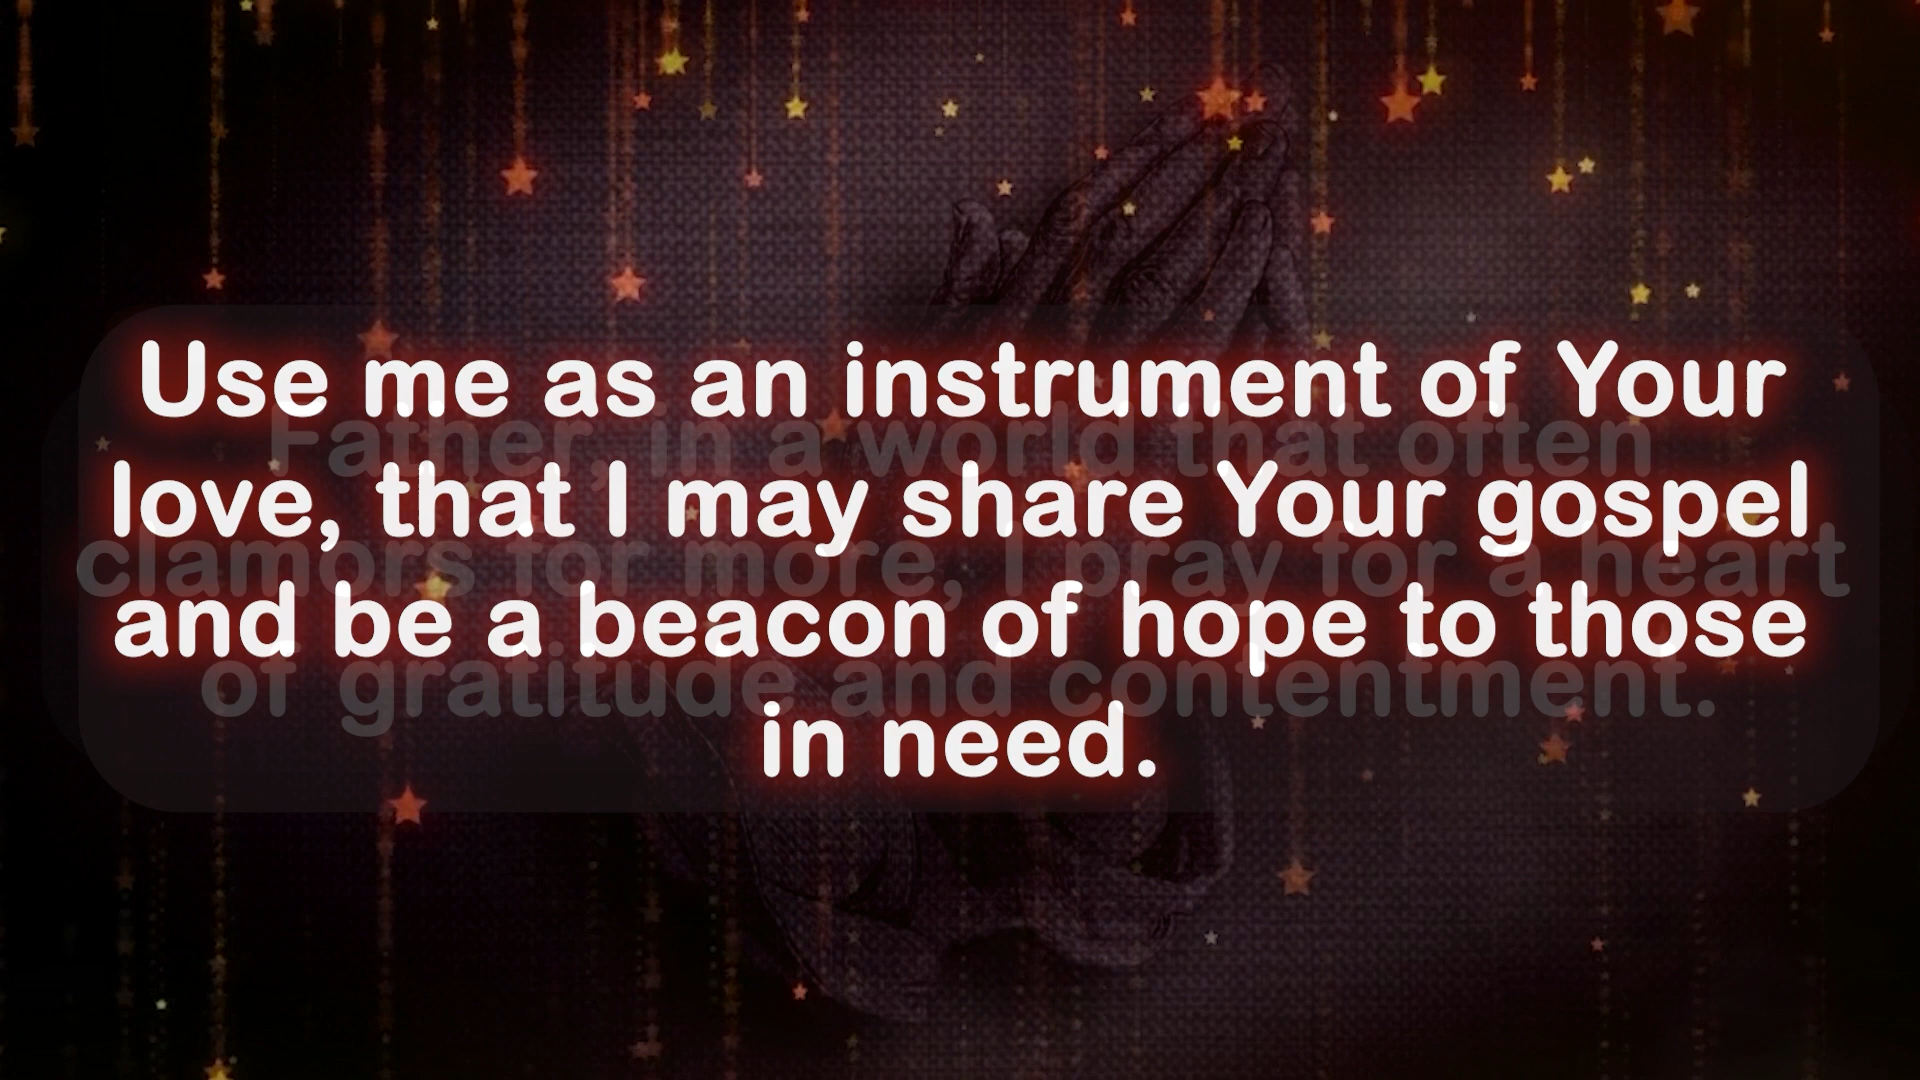 Use me as an instrument of Your
love, that I may share Your gospel
and be a beacon of hope to those
in need.
Father, in a world that often
clamors for more, I pray for a heart
of gratitude and contentment.